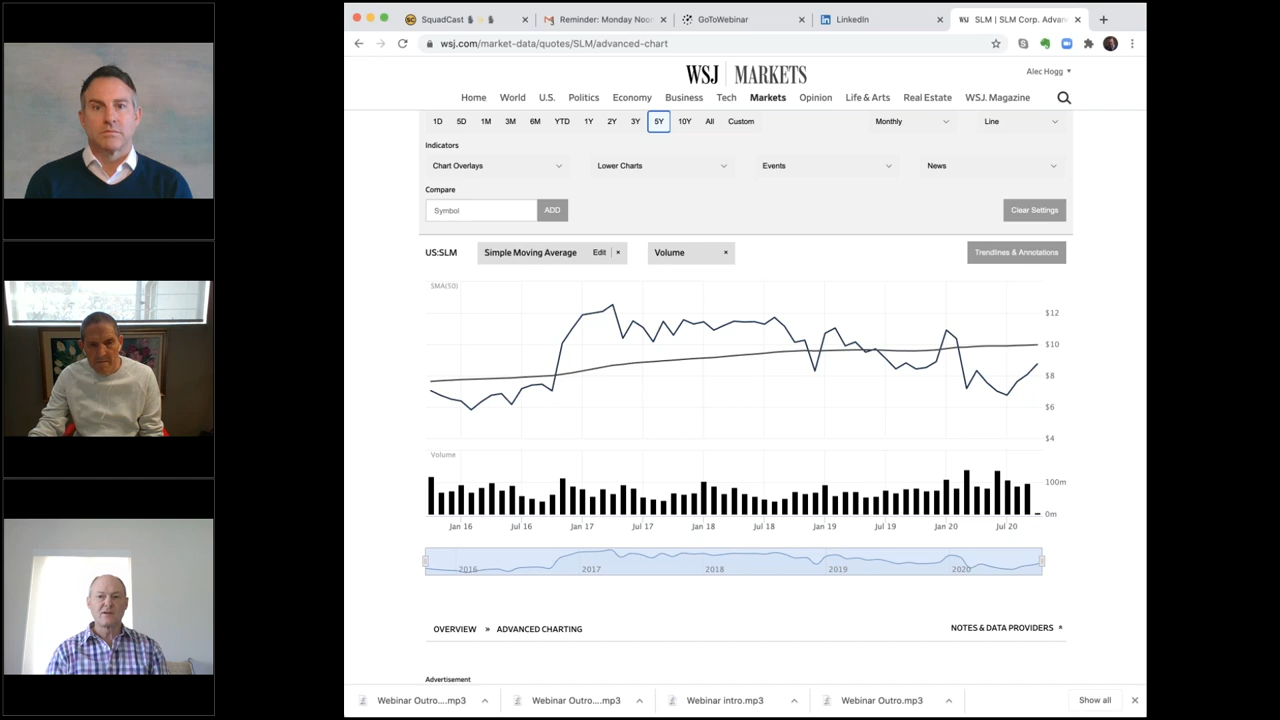 SquadCast
Reminder: Monday Noor
GoToWebinar
LinkedIn
WSJ SLM | SLM Corp. Advan
wsj.com/market-data/quotes/SLM/advanced-chart
WSJ MARKETS
Alec Hogg
Home World U.S. Politics Economy Business Tech Markets Opinion Life & Arts Real Estate WSJ. Magazine
1D 5D 1M 3M 6M YTD 1Y 2Y 3Y 5Y 10Y All Custom Monthly Line
Indicators
Chart Overlays Lower Charts Events News
Compare
Symbol ADD Clear Settings
US:SLM Simple Moving Average Edit × Volume × Trendlines & Annotations
SMA(50)
$12
$10
$8
$6
$4
Volume
100m
0m
Jan 16 Jul 16 Jan 17 Jul 17 Jan 18 Jul 18 Jan 19 Jul 19 Jan 20 Jul 20
2016 2017 2018 2019 2020
OVERVIEW » ADVANCED CHARTING NOTES & DATA PROVIDERS
Advertisement
Webinar Outro....mp3 Webinar Outro....mp3 Webinar intro.mp3 Webinar Outro.mp3 Show all